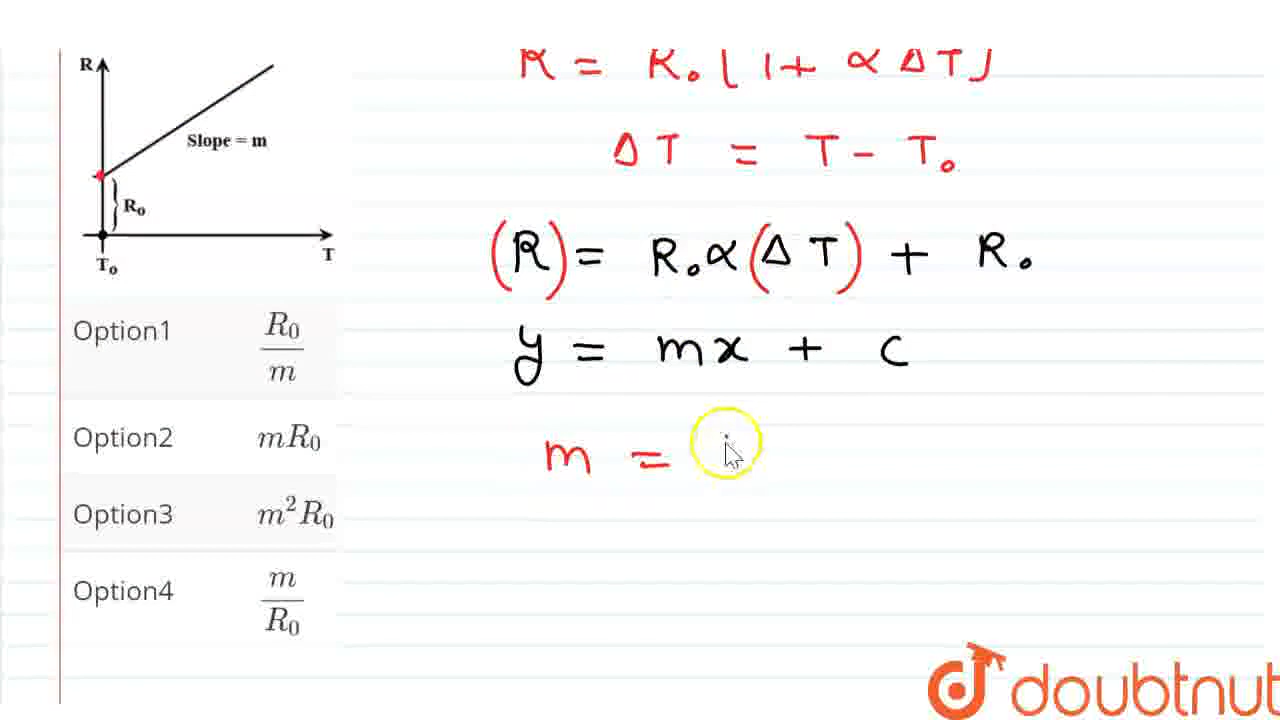 R
Slope = m
R₀
T₀
T
Option1 R₀/m
Option2 mR₀
Option3 m²R₀
Option4 m/R₀
R = R₀ [1 + α ΔT]
ΔT = T - T₀
(R) = R₀ α (ΔT) + R₀
y = mx + c
m =
doubtnut